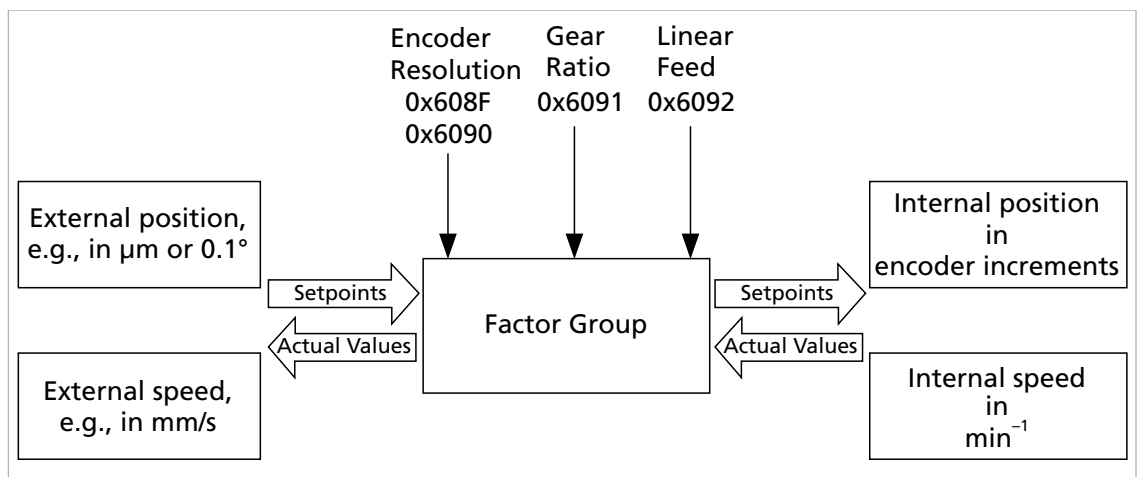 Encoder
Resolution
0x608F
0x6090
Gear
Ratio
0x6091
Linear
Feed
0x6092
External position,
e.g., in µm or 0.1°
Setpoints
Actual Values
External speed,
e.g., in mm/s
Factor Group
Setpoints
Actual Values
Internal position
in
encoder increments
Internal speed
in
min⁻¹